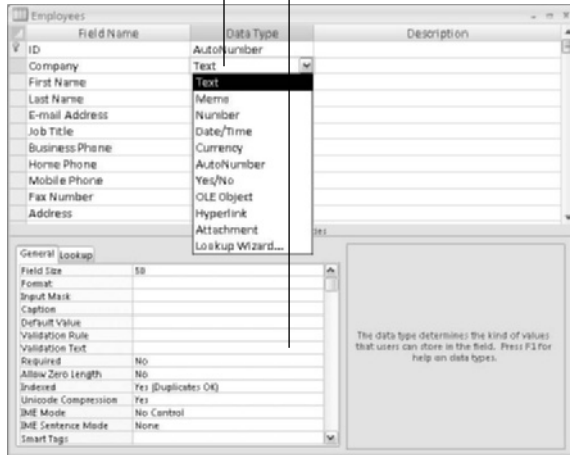 Employees
Field Name Data Type Description
ID AutoNumber
Company Text
First Name Text
Last Name Memo
E-mail Address Number
Job Title Date/Time
Business Phone Currency
Home Phone AutoNumber
Mobile Phone Yes/No
Fax Number OLE Object
Address Hyperlink
Attachment
Lookup Wizard...
General Lookup
Field Size 50
Format
Input Mask
Caption
Default Value
Validation Rule
Validation Text
Required No
Allow Zero Length No
Indexed Yes (Duplicates OK)
Unicode Compression Yes
IME Mode No Control
IME Sentence Mode None
Smart Tags
The data type determines the kind of values
that users can store in the field. Press F1 for
help on data types.